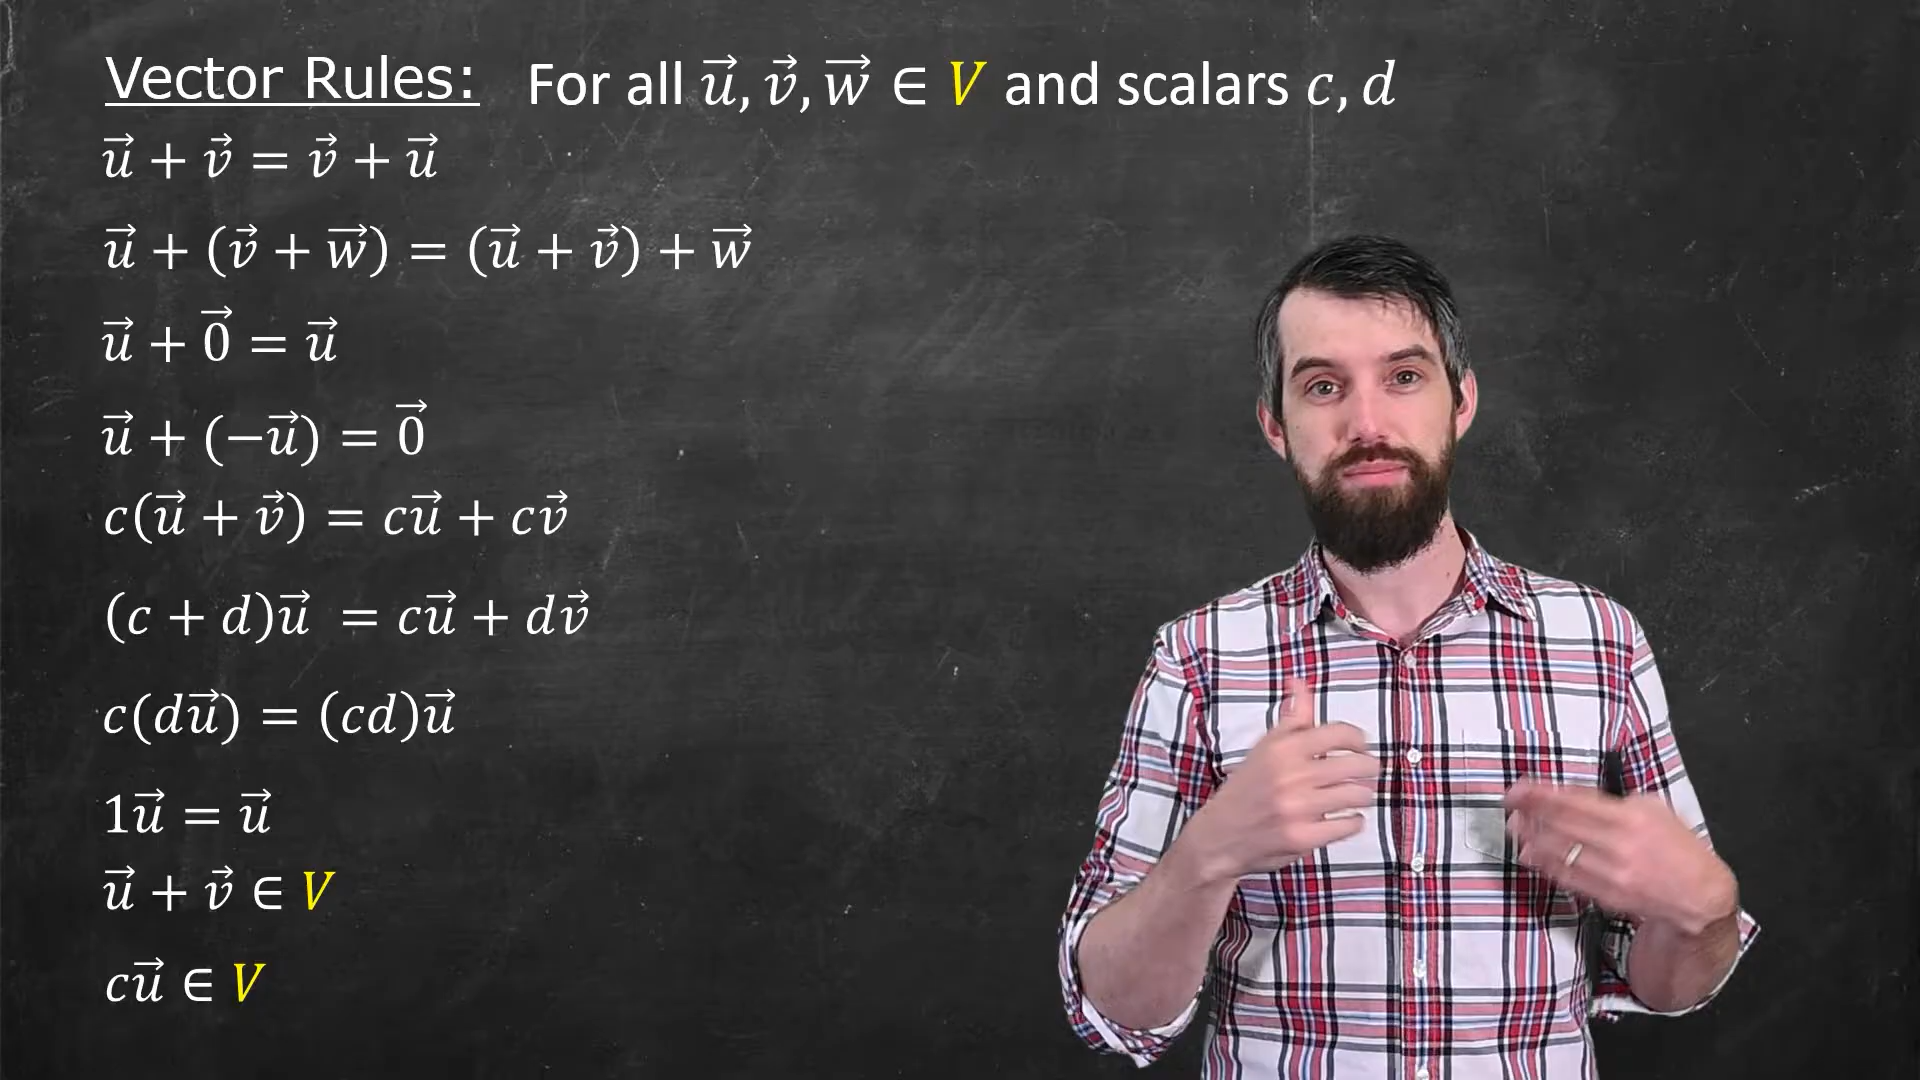 Vector Rules: For all u⃗, v⃗, w⃗ ∈ V and scalars c, d
u⃗ + v⃗ = v⃗ + u⃗
u⃗ + (v⃗ + w⃗) = (u⃗ + v⃗) + w⃗
u⃗ + 0⃗ = u⃗
u⃗ + (−u⃗) = 0⃗
c(u⃗ + v⃗) = cu⃗ + cv⃗
(c + d)u⃗ = cu⃗ + dv⃗
c(du⃗) = (cd)u⃗
1u⃗ = u⃗
u⃗ + v⃗ ∈ V
cu⃗ ∈ V